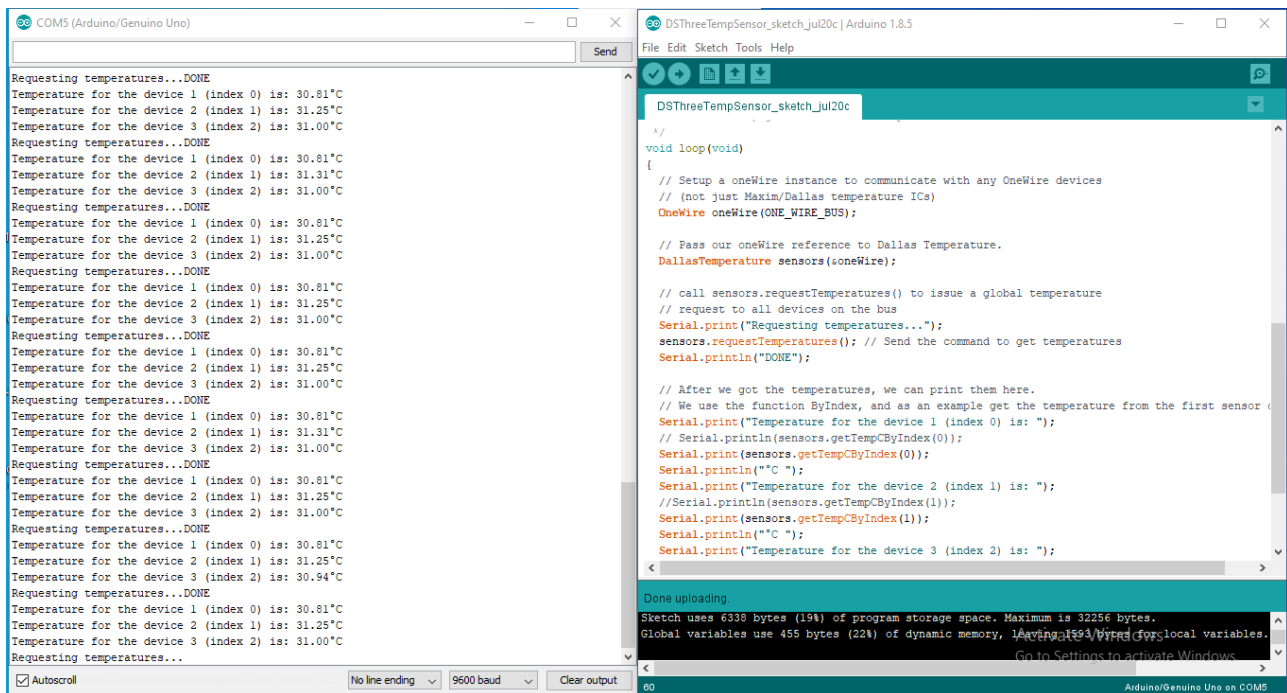 COM5 (Arduino/Genuino Uno)
Send
Requesting temperatures...DONE
Temperature for the device 1 (index 0) is: 30.81°C
Temperature for the device 2 (index 1) is: 31.25°C
Temperature for the device 3 (index 2) is: 31.00°C
Requesting temperatures...DONE
Temperature for the device 1 (index 0) is: 30.81°C
Temperature for the device 2 (index 1) is: 31.31°C
Temperature for the device 3 (index 2) is: 31.00°C
Requesting temperatures...DONE
Temperature for the device 1 (index 0) is: 30.81°C
Temperature for the device 2 (index 1) is: 31.25°C
Temperature for the device 3 (index 2) is: 31.00°C
Requesting temperatures...DONE
Temperature for the device 1 (index 0) is: 30.81°C
Temperature for the device 2 (index 1) is: 31.25°C
Temperature for the device 3 (index 2) is: 31.00°C
Requesting temperatures...DONE
Temperature for the device 1 (index 0) is: 30.81°C
Temperature for the device 2 (index 1) is: 31.25°C
Temperature for the device 3 (index 2) is: 31.00°C
Requesting temperatures...DONE
Temperature for the device 1 (index 0) is: 30.81°C
Temperature for the device 2 (index 1) is: 31.31°C
Temperature for the device 3 (index 2) is: 31.00°C
Requesting temperatures...DONE
Temperature for the device 1 (index 0) is: 30.81°C
Temperature for the device 2 (index 1) is: 31.25°C
Temperature for the device 3 (index 2) is: 31.00°C
Requesting temperatures...DONE
Temperature for the device 1 (index 0) is: 30.81°C
Temperature for the device 2 (index 1) is: 31.25°C
Temperature for the device 3 (index 2) is: 30.94°C
Requesting temperatures...DONE
Temperature for the device 1 (index 0) is: 30.81°C
Temperature for the device 2 (index 1) is: 31.25°C
Temperature for the device 3 (index 2) is: 31.00°C
Requesting temperatures...
Autoscroll
No line ending
9600 baud
Clear output
DSThreeTempSensor_sketch_jul20c | Arduino 1.8.5
File Edit Sketch Tools Help
DSThreeTempSensor_sketch_jul20c
*/
void loop(void)
{
// Setup a oneWire instance to communicate with any OneWire devices
// (not just Maxim/Dallas temperature ICs)
OneWire oneWire(ONE_WIRE_BUS);
// Pass our oneWire reference to Dallas Temperature.
DallasTemperature sensors(&oneWire);
// call sensors.requestTemperatures() to issue a global temperature
// request to all devices on the bus
Serial.print("Requesting temperatures...");
sensors.requestTemperatures(); // Send the command to get temperatures
Serial.println("DONE");
// After we got the temperatures, we can print them here.
// We use the function ByIndex, and as an example get the temperature from the first sensor
Serial.print("Temperature for the device 1 (index 0) is: ");
// Serial.println(sensors.getTempCByIndex(0));
Serial.print(sensors.getTempCByIndex(0));
Serial.println("°C ");
Serial.print("Temperature for the device 2 (index 1) is: ");
//Serial.println(sensors.getTempCByIndex(1));
Serial.print(sensors.getTempCByIndex(1));
Serial.println("°C ");
Serial.print("Temperature for the device 3 (index 2) is: ");
Done uploading.
Sketch uses 6338 bytes (19%) of program storage space. Maximum is 32256 bytes.
Global variables use 455 bytes (22%) of dynamic memory, leaving 1593 bytes for local variables.
Activate Windows
Go to Settings to activate Windows.
60
Arduino/Genuino Uno on COM5